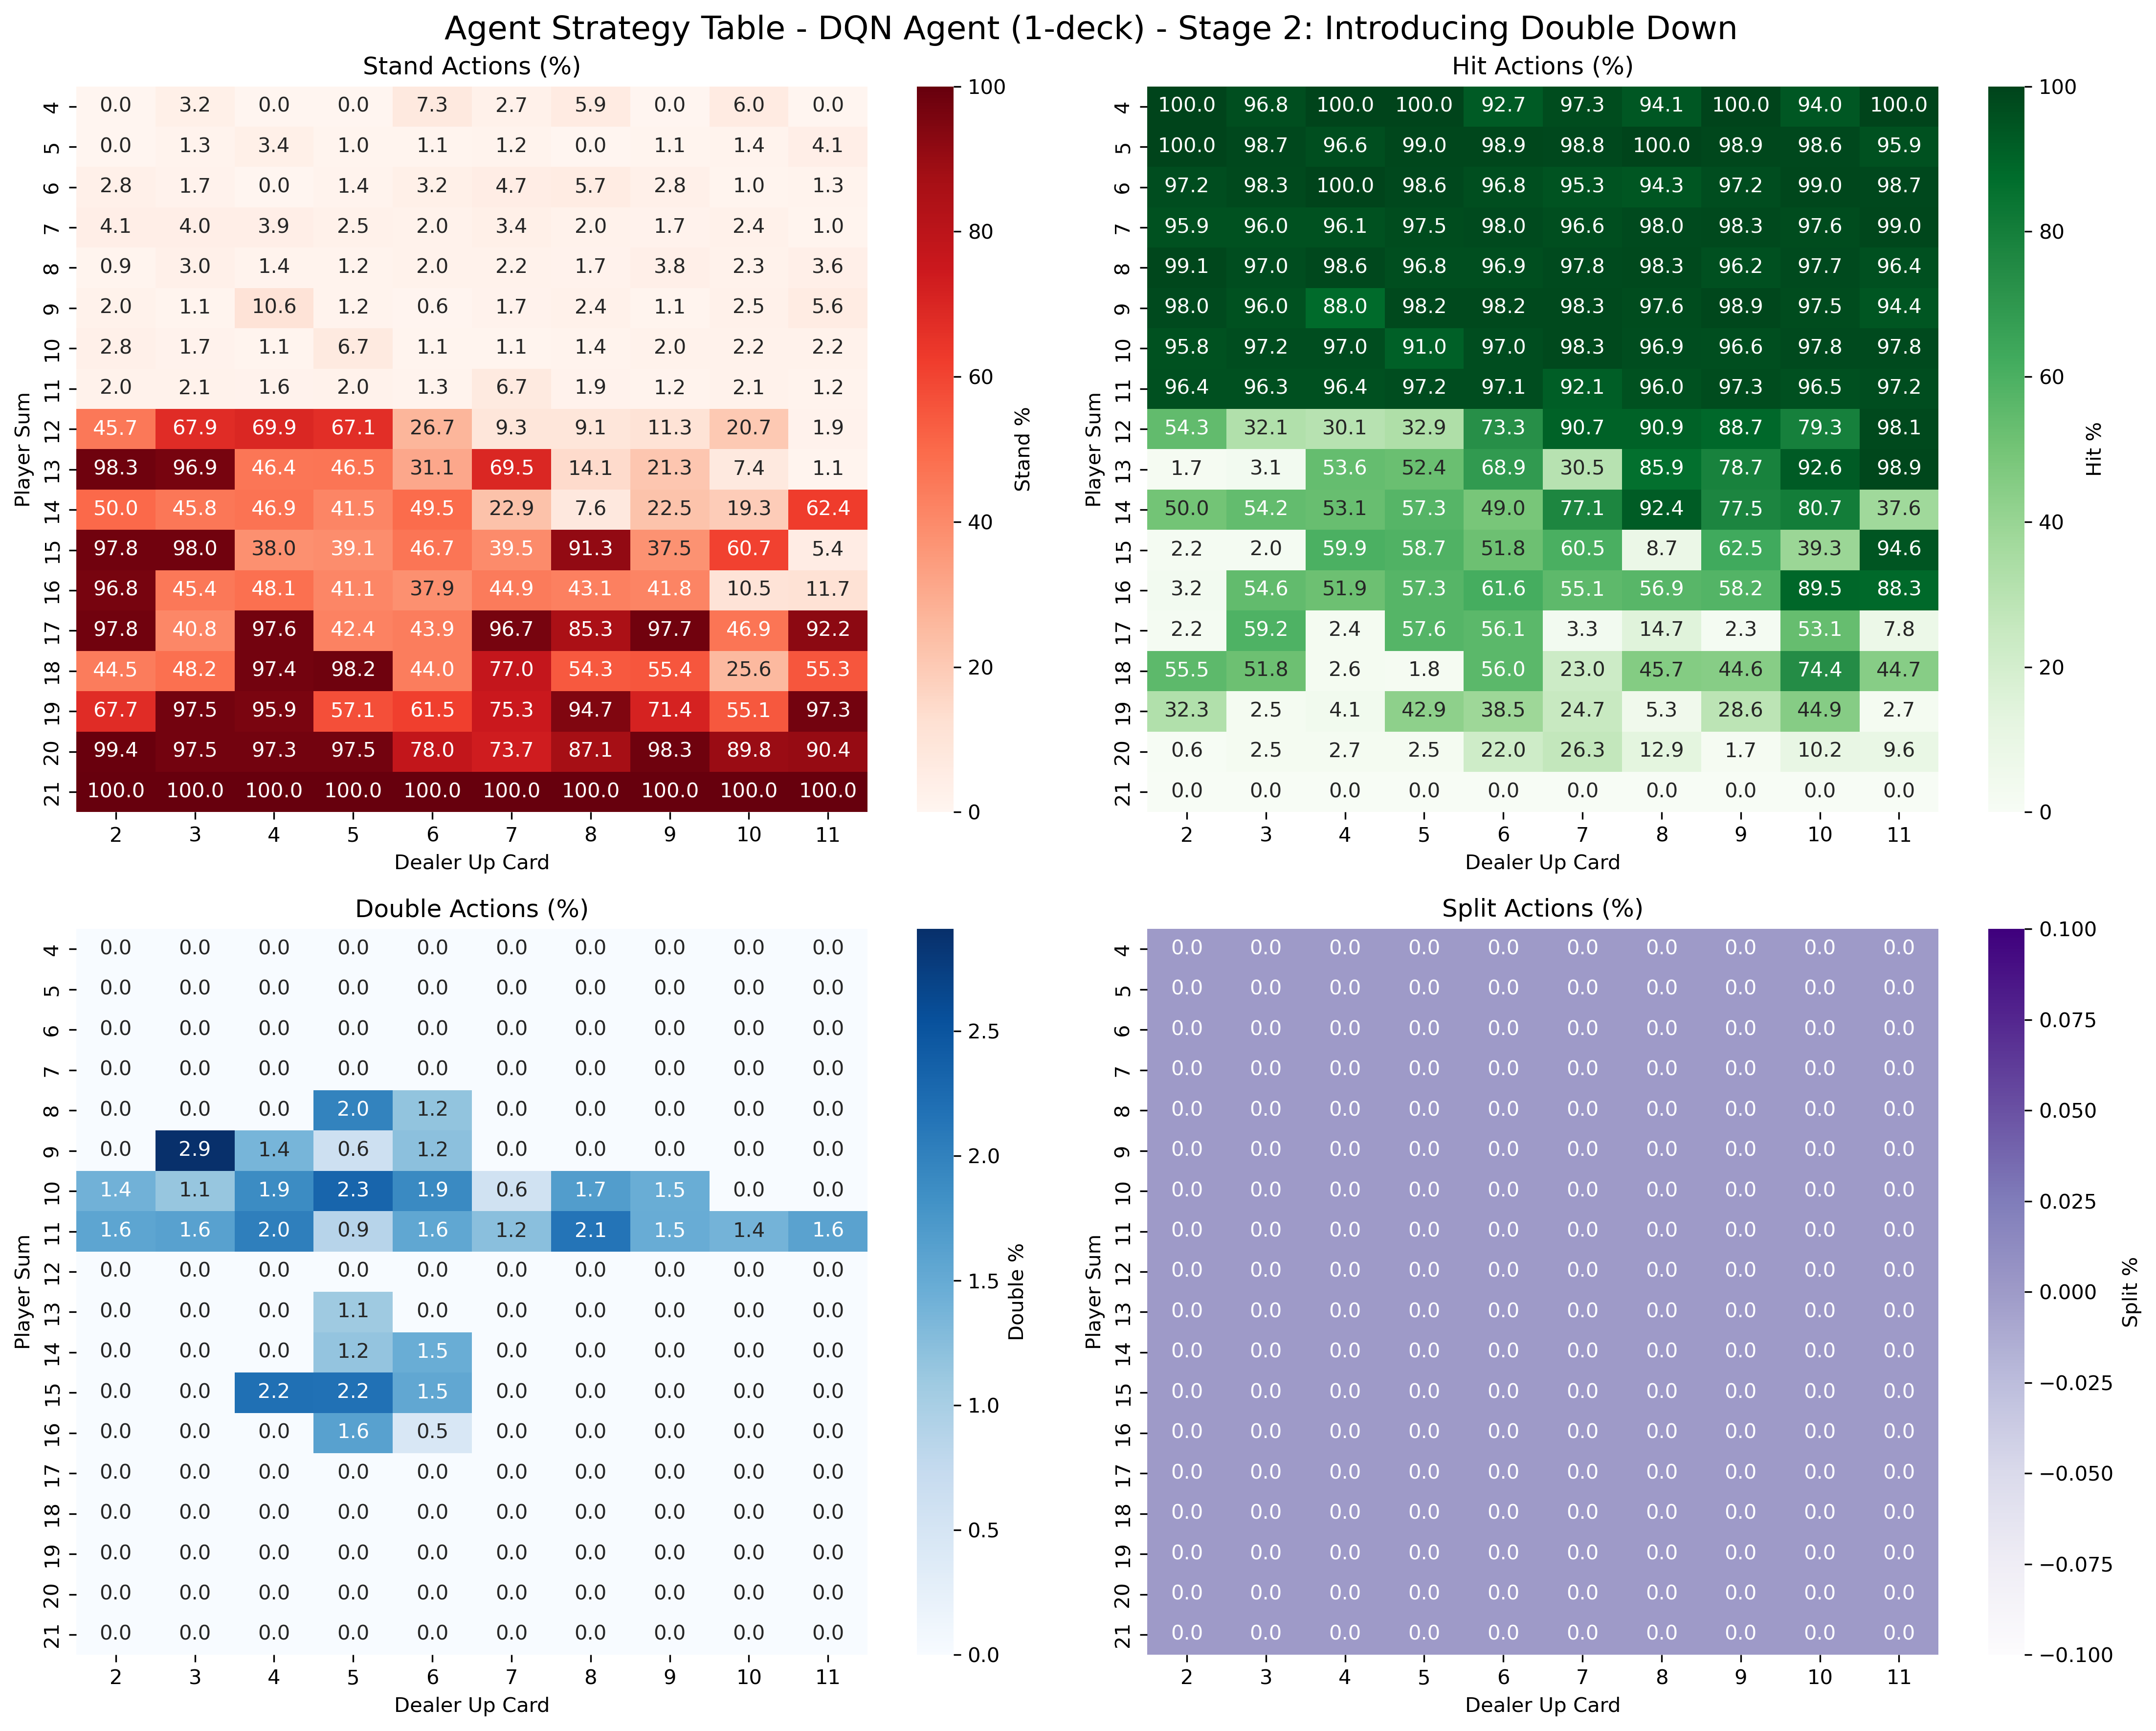 Agent Strategy Table - DQN Agent (1-deck) - Stage 2: Introducing Double Down
Stand Actions (%)
4 0.0 3.2 0.0 0.0 7.3 2.7 5.9 0.0 6.0 0.0
5 0.0 1.3 3.4 1.0 1.1 1.2 0.0 1.1 1.4 4.1
6 2.8 1.7 0.0 1.4 3.2 4.7 5.7 2.8 1.0 1.3
7 4.1 4.0 3.9 2.5 2.0 3.4 2.0 1.7 2.4 1.0
8 0.9 3.0 1.4 1.2 2.0 2.2 1.7 3.8 2.3 3.6
9 2.0 1.1 10.6 1.2 0.6 1.7 2.4 1.1 2.5 5.6
10 2.8 1.7 1.1 6.7 1.1 1.1 1.4 2.0 2.2 2.2
11 2.0 2.1 1.6 2.0 1.3 6.7 1.9 1.2 2.1 1.2
12 45.7 67.9 69.9 67.1 26.7 9.3 9.1 11.3 20.7 1.9
13 98.3 96.9 46.4 46.5 31.1 69.5 14.1 21.3 7.4 1.1
14 50.0 45.8 46.9 41.5 49.5 22.9 7.6 22.5 19.3 62.4
15 97.8 98.0 38.0 39.1 46.7 39.5 91.3 37.5 60.7 5.4
16 96.8 45.4 48.1 41.1 37.9 44.9 43.1 41.8 10.5 11.7
17 97.8 40.8 97.6 42.4 43.9 96.7 85.3 97.7 46.9 92.2
18 44.5 48.2 97.4 98.2 44.0 77.0 54.3 55.4 25.6 55.3
19 67.7 97.5 95.9 57.1 61.5 75.3 94.7 71.4 55.1 97.3
20 99.4 97.5 97.3 97.5 78.0 73.7 87.1 98.3 89.8 90.4
21 100.0 100.0 100.0 100.0 100.0 100.0 100.0 100.0 100.0 100.0
2 3 4 5 6 7 8 9 10 11
Dealer Up Card
Player Sum
100
80
60
40
20
0
Stand %
Hit Actions (%)
4 100.0 96.8 100.0 100.0 92.7 97.3 94.1 100.0 94.0 100.0
5 100.0 98.7 96.6 99.0 98.9 98.8 100.0 98.9 98.6 95.9
6 97.2 98.3 100.0 98.6 96.8 95.3 94.3 97.2 99.0 98.7
7 95.9 96.0 96.1 97.5 98.0 96.6 98.0 98.3 97.6 99.0
8 99.1 97.0 98.6 96.8 96.9 97.8 98.3 96.2 97.7 96.4
9 98.0 96.0 88.0 98.2 98.2 98.3 97.6 98.9 97.5 94.4
10 95.8 97.2 97.0 91.0 97.0 98.3 96.9 96.6 97.8 97.8
11 96.4 96.3 96.4 97.2 97.1 92.1 96.0 97.3 96.5 97.2
12 54.3 32.1 30.1 32.9 73.3 90.7 90.9 88.7 79.3 98.1
13 1.7 3.1 53.6 52.4 68.9 30.5 85.9 78.7 92.6 98.9
14 50.0 54.2 53.1 57.3 49.0 77.1 92.4 77.5 80.7 37.6
15 2.2 2.0 59.9 58.7 51.8 60.5 8.7 62.5 39.3 94.6
16 3.2 54.6 51.9 57.3 61.6 55.1 56.9 58.2 89.5 88.3
17 2.2 59.2 2.4 57.6 56.1 3.3 14.7 2.3 53.1 7.8
18 55.5 51.8 2.6 1.8 56.0 23.0 45.7 44.6 74.4 44.7
19 32.3 2.5 4.1 42.9 38.5 24.7 5.3 28.6 44.9 2.7
20 0.6 2.5 2.7 2.5 22.0 26.3 12.9 1.7 10.2 9.6
21 0.0 0.0 0.0 0.0 0.0 0.0 0.0 0.0 0.0 0.0
2 3 4 5 6 7 8 9 10 11
Dealer Up Card
Player Sum
100
80
60
40
20
0
Hit %
Double Actions (%)
4 0.0 0.0 0.0 0.0 0.0 0.0 0.0 0.0 0.0 0.0
5 0.0 0.0 0.0 0.0 0.0 0.0 0.0 0.0 0.0 0.0
6 0.0 0.0 0.0 0.0 0.0 0.0 0.0 0.0 0.0 0.0
7 0.0 0.0 0.0 0.0 0.0 0.0 0.0 0.0 0.0 0.0
8 0.0 0.0 0.0 2.0 1.2 0.0 0.0 0.0 0.0 0.0
9 0.0 2.9 1.4 0.6 1.2 0.0 0.0 0.0 0.0 0.0
10 1.4 1.1 1.9 2.3 1.9 0.6 1.7 1.5 0.0 0.0
11 1.6 1.6 2.0 0.9 1.6 1.2 2.1 1.5 1.4 1.6
12 0.0 0.0 0.0 0.0 0.0 0.0 0.0 0.0 0.0 0.0
13 0.0 0.0 0.0 1.1 0.0 0.0 0.0 0.0 0.0 0.0
14 0.0 0.0 0.0 1.2 1.5 0.0 0.0 0.0 0.0 0.0
15 0.0 0.0 2.2 2.2 1.5 0.0 0.0 0.0 0.0 0.0
16 0.0 0.0 0.0 1.6 0.5 0.0 0.0 0.0 0.0 0.0
17 0.0 0.0 0.0 0.0 0.0 0.0 0.0 0.0 0.0 0.0
18 0.0 0.0 0.0 0.0 0.0 0.0 0.0 0.0 0.0 0.0
19 0.0 0.0 0.0 0.0 0.0 0.0 0.0 0.0 0.0 0.0
20 0.0 0.0 0.0 0.0 0.0 0.0 0.0 0.0 0.0 0.0
21 0.0 0.0 0.0 0.0 0.0 0.0 0.0 0.0 0.0 0.0
2 3 4 5 6 7 8 9 10 11
Dealer Up Card
Player Sum
2.5
2.0
1.5
1.0
0.5
0.0
Double %
Split Actions (%)
4 0.0 0.0 0.0 0.0 0.0 0.0 0.0 0.0 0.0 0.0
5 0.0 0.0 0.0 0.0 0.0 0.0 0.0 0.0 0.0 0.0
6 0.0 0.0 0.0 0.0 0.0 0.0 0.0 0.0 0.0 0.0
7 0.0 0.0 0.0 0.0 0.0 0.0 0.0 0.0 0.0 0.0
8 0.0 0.0 0.0 0.0 0.0 0.0 0.0 0.0 0.0 0.0
9 0.0 0.0 0.0 0.0 0.0 0.0 0.0 0.0 0.0 0.0
10 0.0 0.0 0.0 0.0 0.0 0.0 0.0 0.0 0.0 0.0
11 0.0 0.0 0.0 0.0 0.0 0.0 0.0 0.0 0.0 0.0
12 0.0 0.0 0.0 0.0 0.0 0.0 0.0 0.0 0.0 0.0
13 0.0 0.0 0.0 0.0 0.0 0.0 0.0 0.0 0.0 0.0
14 0.0 0.0 0.0 0.0 0.0 0.0 0.0 0.0 0.0 0.0
15 0.0 0.0 0.0 0.0 0.0 0.0 0.0 0.0 0.0 0.0
16 0.0 0.0 0.0 0.0 0.0 0.0 0.0 0.0 0.0 0.0
17 0.0 0.0 0.0 0.0 0.0 0.0 0.0 0.0 0.0 0.0
18 0.0 0.0 0.0 0.0 0.0 0.0 0.0 0.0 0.0 0.0
19 0.0 0.0 0.0 0.0 0.0 0.0 0.0 0.0 0.0 0.0
20 0.0 0.0 0.0 0.0 0.0 0.0 0.0 0.0 0.0 0.0
21 0.0 0.0 0.0 0.0 0.0 0.0 0.0 0.0 0.0 0.0
2 3 4 5 6 7 8 9 10 11
Dealer Up Card
Player Sum
0.100
0.075
0.050
0.025
0.000
−0.025
−0.050
−0.075
−0.100
Split %